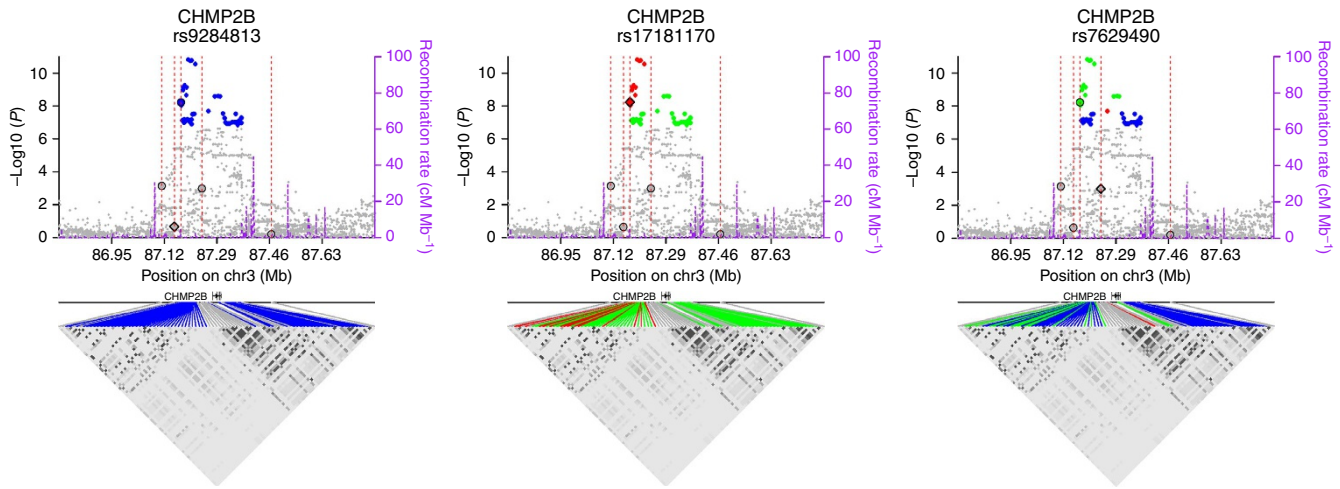 CHMP2B
rs9284813
10
8
6
4
2
0
–Log10 (P)
100
80
60
40
20
0
Recombination rate (cM Mb⁻¹)
86.95 87.12 87.29 87.46 87.63
Position on chr3 (Mb)
CHMP2B
CHMP2B
rs17181170
10
8
6
4
2
0
–Log10 (P)
100
80
60
40
20
0
Recombination rate (cM Mb⁻¹)
86.95 87.12 87.29 87.46 87.63
Position on chr3 (Mb)
CHMP2B
CHMP2B
rs7629490
10
8
6
4
2
0
–Log10 (P)
100
80
60
40
20
0
Recombination rate (cM Mb⁻¹)
86.95 87.12 87.29 87.46 87.63
Position on chr3 (Mb)
CHMP2B